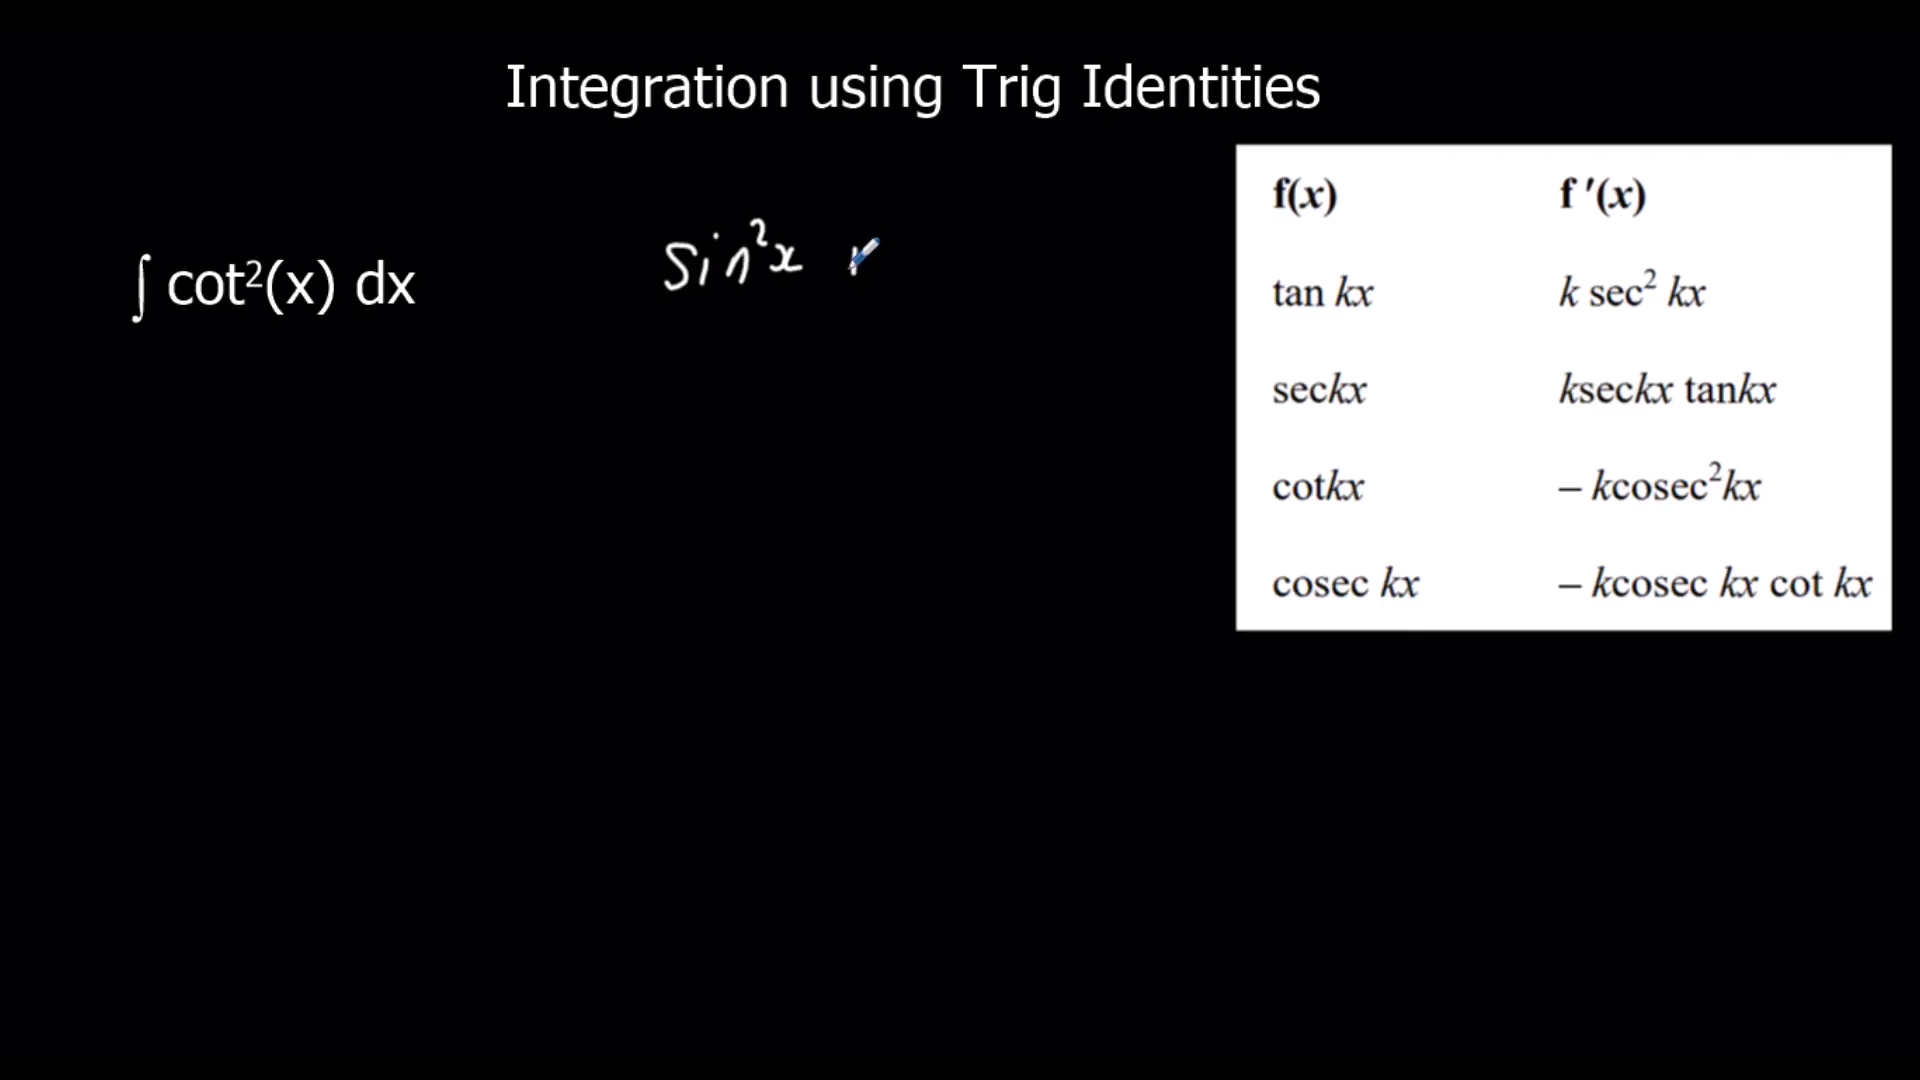 Integration using Trig Identities
∫ cot²(x) dx
Sin²x
f(x) f ′(x)
tan kx k sec² kx
seckx kseckx tankx
cotkx – kcosec²kx
cosec kx – kcosec kx cot kx